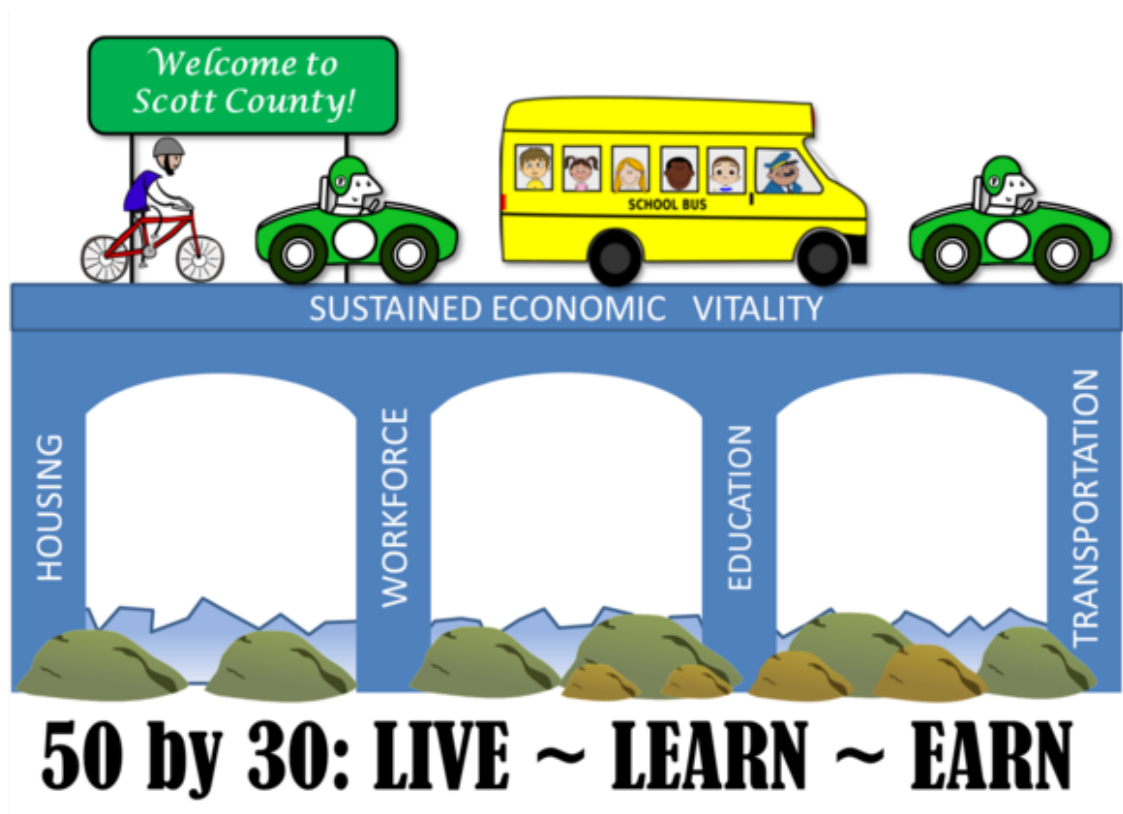 Welcome to
Scott County!
SCHOOL BUS
SUSTAINED ECONOMIC VITALITY
HOUSING
WORKFORCE
EDUCATION
TRANSPORTATION
50 by 30: LIVE ~ LEARN ~ EARN